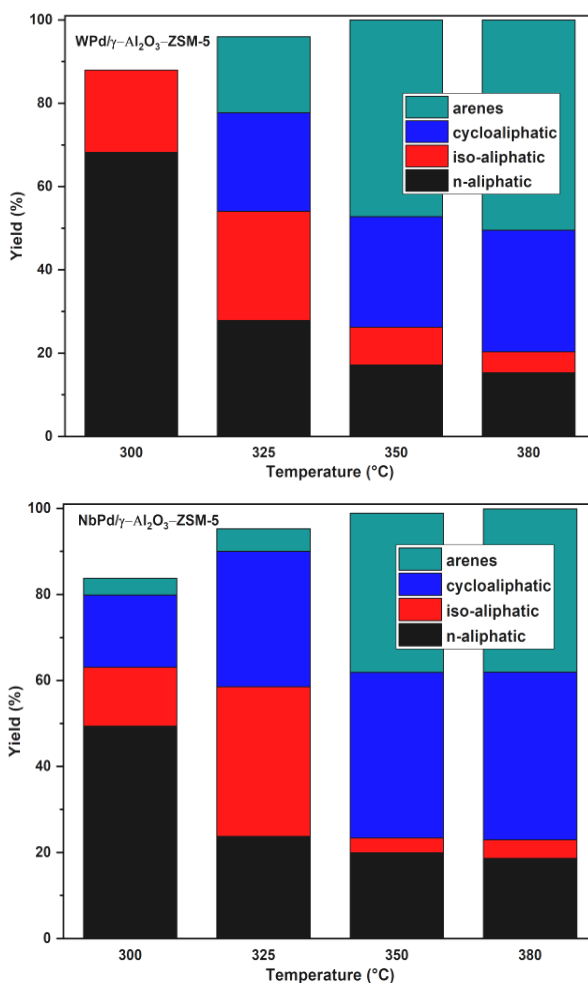 WPd/γ–Al₂O₃–ZSM-5
100
80
60
40
20
0
Yield (%)
arenes
cycloaliphatic
iso-aliphatic
n-aliphatic
300 325 350 380
Temperature (°C)
NbPd/γ–Al₂O₃–ZSM-5
100
80
60
40
20
0
Yield (%)
arenes
cycloaliphatic
iso-aliphatic
n-aliphatic
300 325 350 380
Temperature (°C)